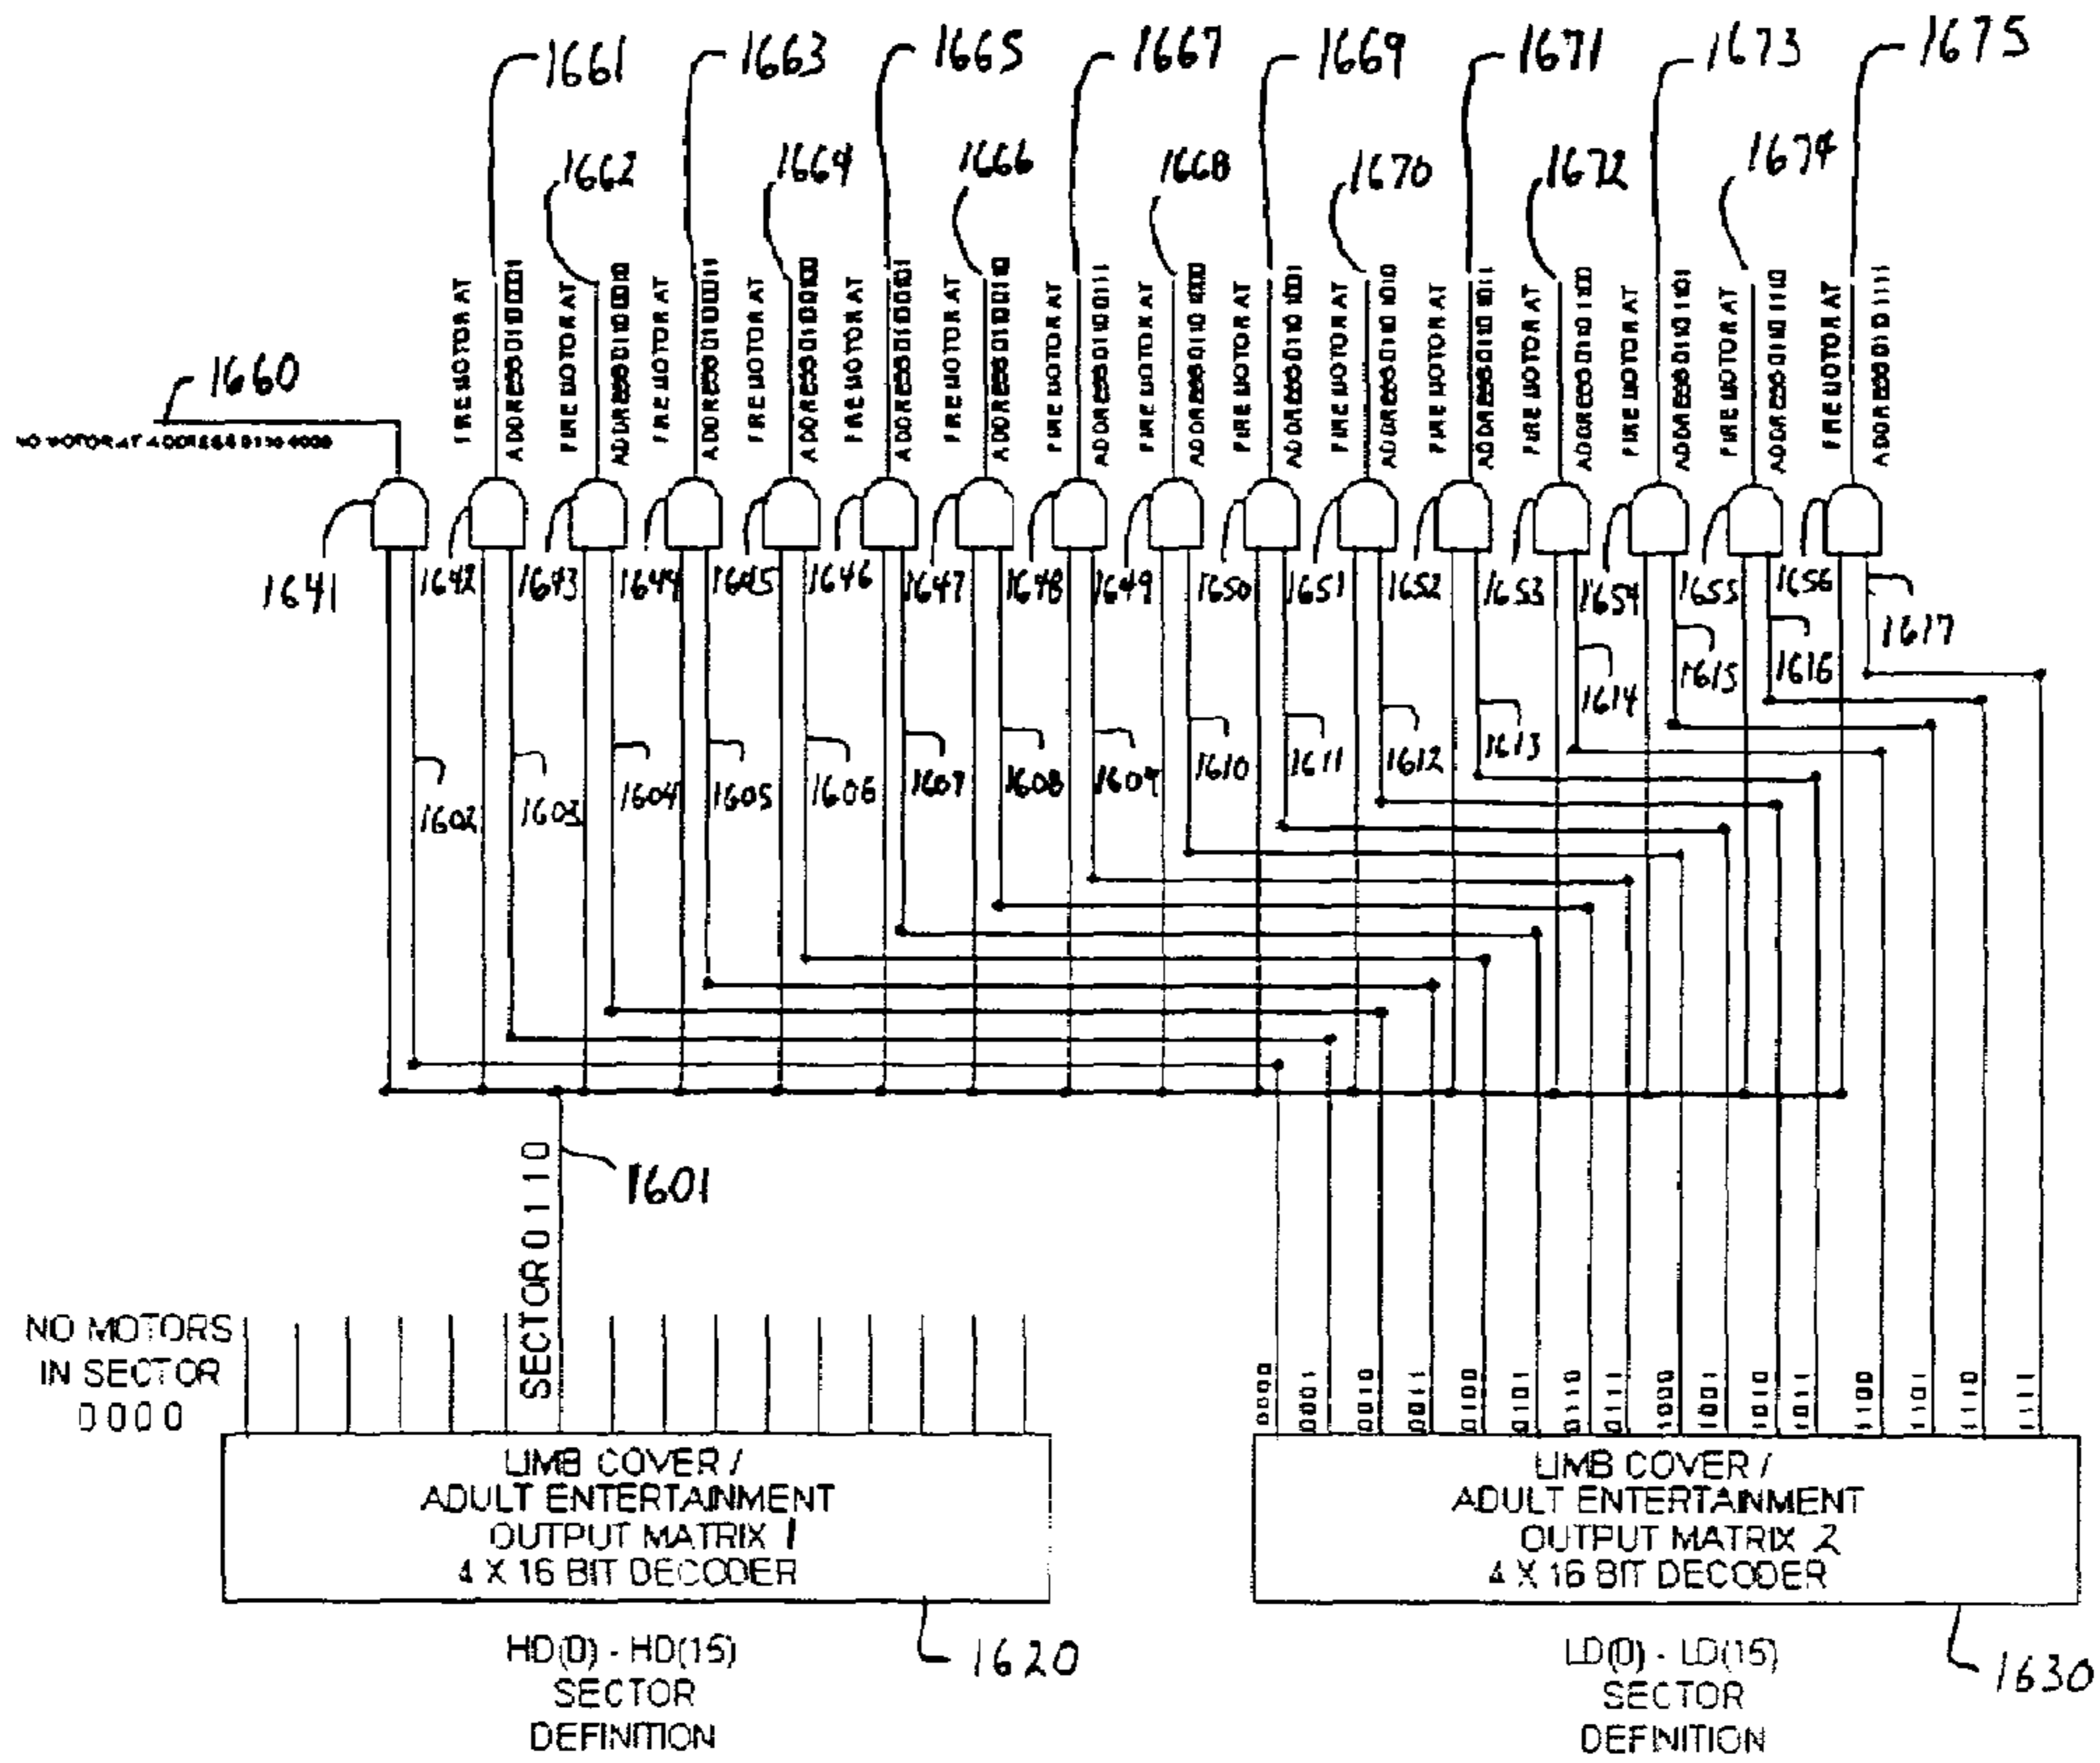 1661
1663
1665
1667
1669
1671
1673
1675
1662
1664
1666
1668
1670
1672
1674
1660
NO MOTOR AT ADDRESS 0110 0000
FIRE MOTOR AT
ADDRESS 0110 0001
FIRE MOTOR AT
ADDRESS 0110 0010
FIRE MOTOR AT
ADDRESS 0110 0011
FIRE MOTOR AT
ADDRESS 0110 0100
FIRE MOTOR AT
ADDRESS 0110 0101
FIRE MOTOR AT
ADDRESS 0110 0110
FIRE MOTOR AT
ADDRESS 0110 0111
FIRE MOTOR AT
ADDRESS 0110 1000
FIRE MOTOR AT
ADDRESS 0110 1001
FIRE MOTOR AT
ADDRESS 0110 1010
FIRE MOTOR AT
ADDRESS 0110 1011
FIRE MOTOR AT
ADDRESS 0110 1100
FIRE MOTOR AT
ADDRESS 0110 1101
FIRE MOTOR AT
ADDRESS 0110 1110
FIRE MOTOR AT
ADDRESS 0110 1111
1641
1642
1643
1644
1645
1646
1647
1648
1649
1650
1651
1652
1653
1654
1655
1656
1617
1616
1615
1614
1602
1603
1604
1605
1606
1607
1608
1609
1610
1611
1612
1613
SECTOR 0110
1601
NO MOTORS
IN SECTOR
0000
0000
0001
0010
0011
0100
0101
0110
0111
1000
1001
1010
1011
1100
1101
1110
1111
LIMB COVER /
ADULT ENTERTAINMENT
OUTPUT MATRIX 1
4 X 16 BIT DECODER
LIMB COVER /
ADULT ENTERTAINMENT
OUTPUT MATRIX 2
4 X 16 BIT DECODER
HD(0) - HD(15)
SECTOR
DEFINITION
1620
LD(0) - LD(15)
SECTOR
DEFINITION
1630